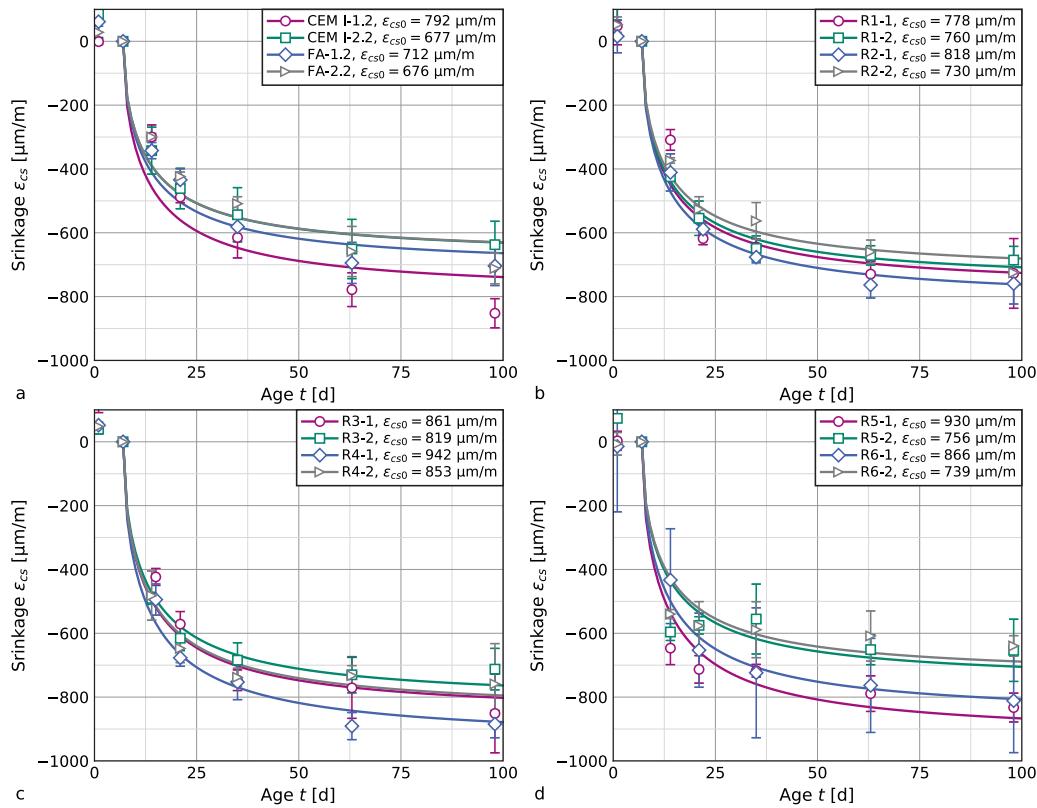 CEM I-1.2, εcs0 = 792 μm/m
CEM I-2.2, εcs0 = 677 μm/m
FA-1.2, εcs0 = 712 μm/m
FA-2.2, εcs0 = 676 μm/m
0
−200
−400
−600
−800
−1000
Srinkage εcs [μm/m]
0 25 50 75 100
Age t [d]
a
R1-1, εcs0 = 778 μm/m
R1-2, εcs0 = 760 μm/m
R2-1, εcs0 = 818 μm/m
R2-2, εcs0 = 730 μm/m
0
−200
−400
−600
−800
−1000
Srinkage εcs [μm/m]
0 25 50 75 100
Age t [d]
b
R3-1, εcs0 = 861 μm/m
R3-2, εcs0 = 819 μm/m
R4-1, εcs0 = 942 μm/m
R4-2, εcs0 = 853 μm/m
0
−200
−400
−600
−800
−1000
Srinkage εcs [μm/m]
0 25 50 75 100
Age t [d]
c
R5-1, εcs0 = 930 μm/m
R5-2, εcs0 = 756 μm/m
R6-1, εcs0 = 866 μm/m
R6-2, εcs0 = 739 μm/m
0
−200
−400
−600
−800
−1000
Srinkage εcs [μm/m]
0 25 50 75 100
Age t [d]
d